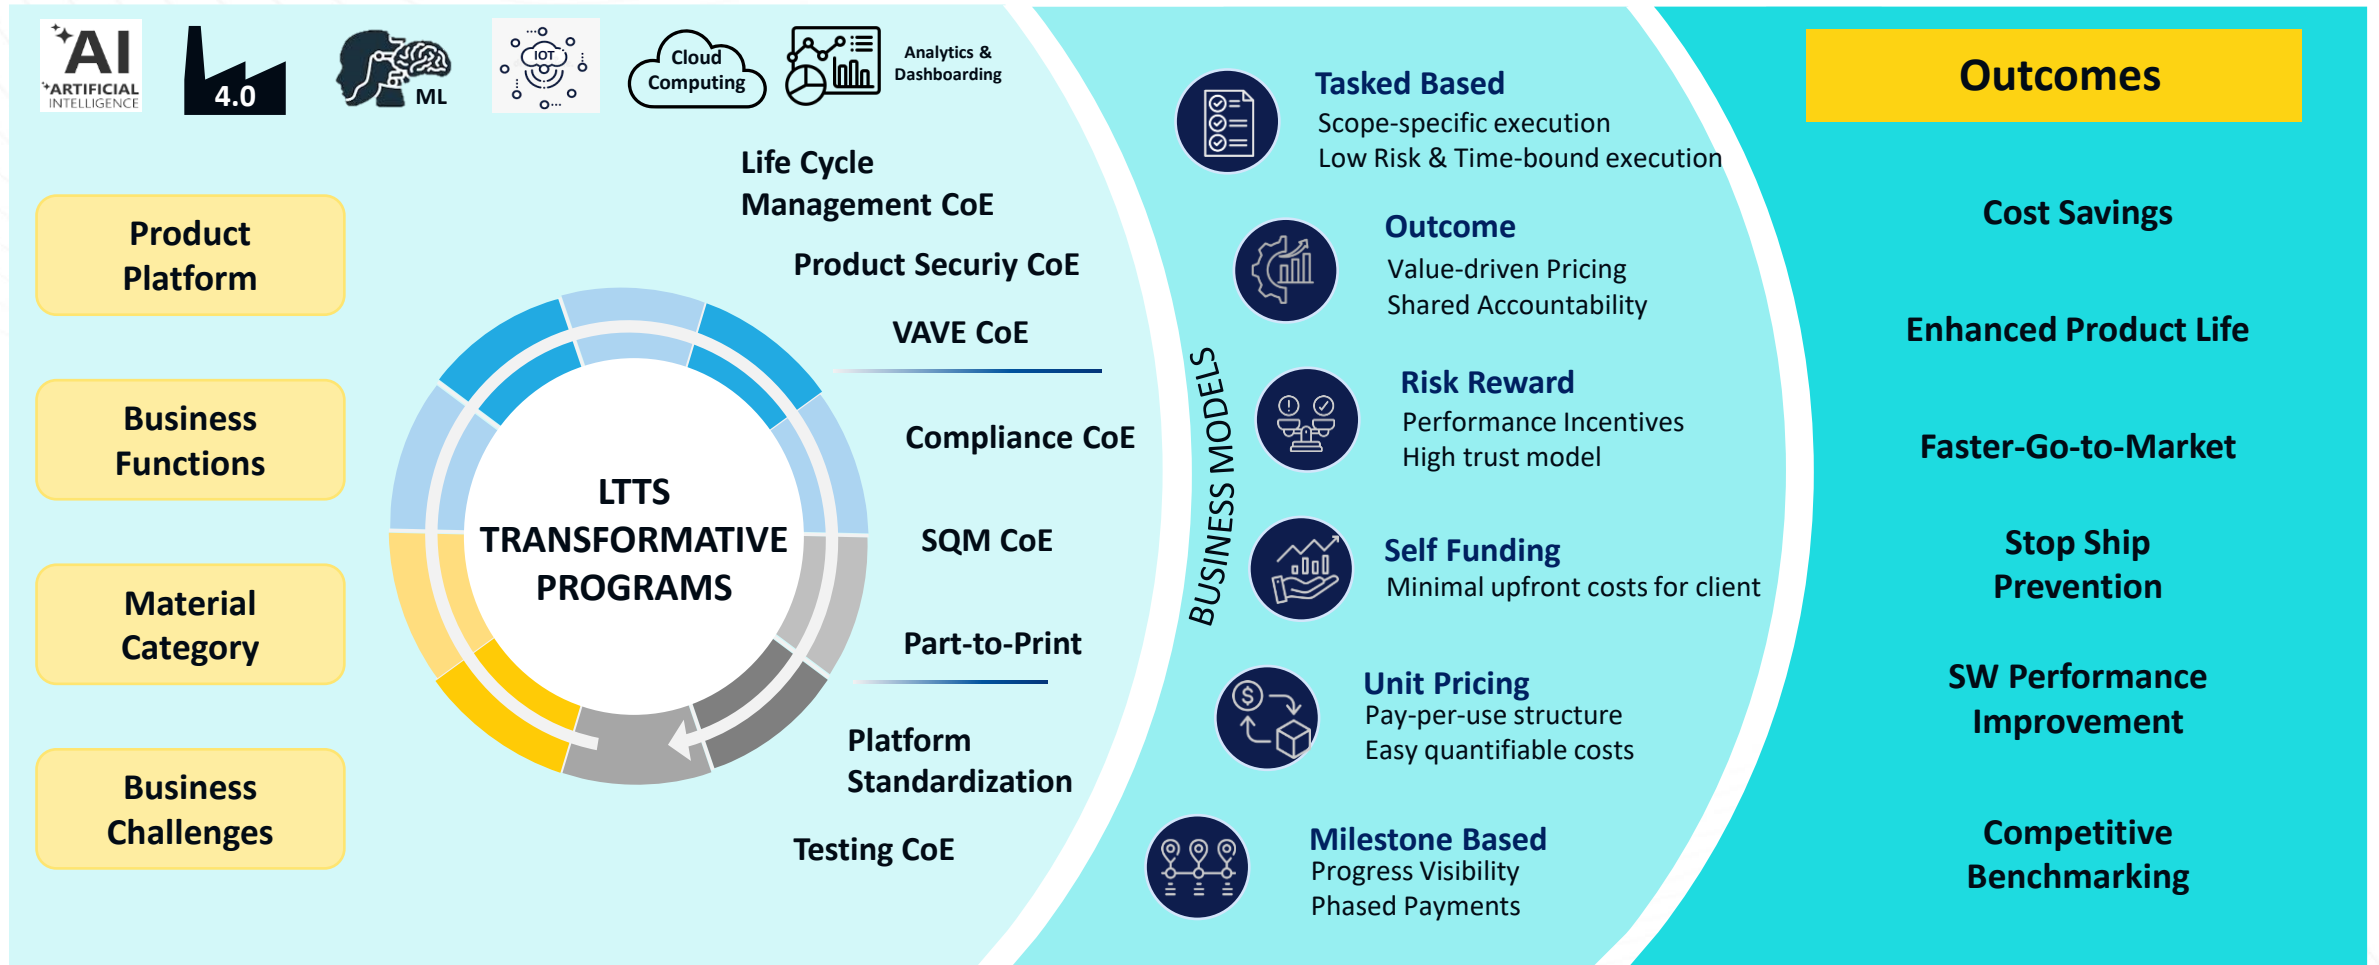 AI
ARTIFICIAL
INTELLIGENCE
4.0
ML
IOT
Cloud
Computing
Analytics &
Dashboarding
Product
Platform
Business
Functions
Material
Category
Business
Challenges
LTTS
TRANSFORMATIVE
PROGRAMS
Life Cycle
Management CoE
Product Securiy CoE
VAVE CoE
Compliance CoE
SQM CoE
Part-to-Print
Platform
Standardization
Testing CoE
BUSINESS MODELS
Tasked Based
Scope-specific execution
Low Risk & Time-bound execution
Outcome
Value-driven Pricing
Shared Accountability
Risk Reward
Performance Incentives
High trust model
Self Funding
Minimal upfront costs for client
$
Unit Pricing
Pay-per-use structure
Easy quantifiable costs
Milestone Based
Progress Visibility
Phased Payments
Outcomes
Cost Savings
Enhanced Product Life
Faster-Go-to-Market
Stop Ship
Prevention
SW Performance
Improvement
Competitive
Benchmarking